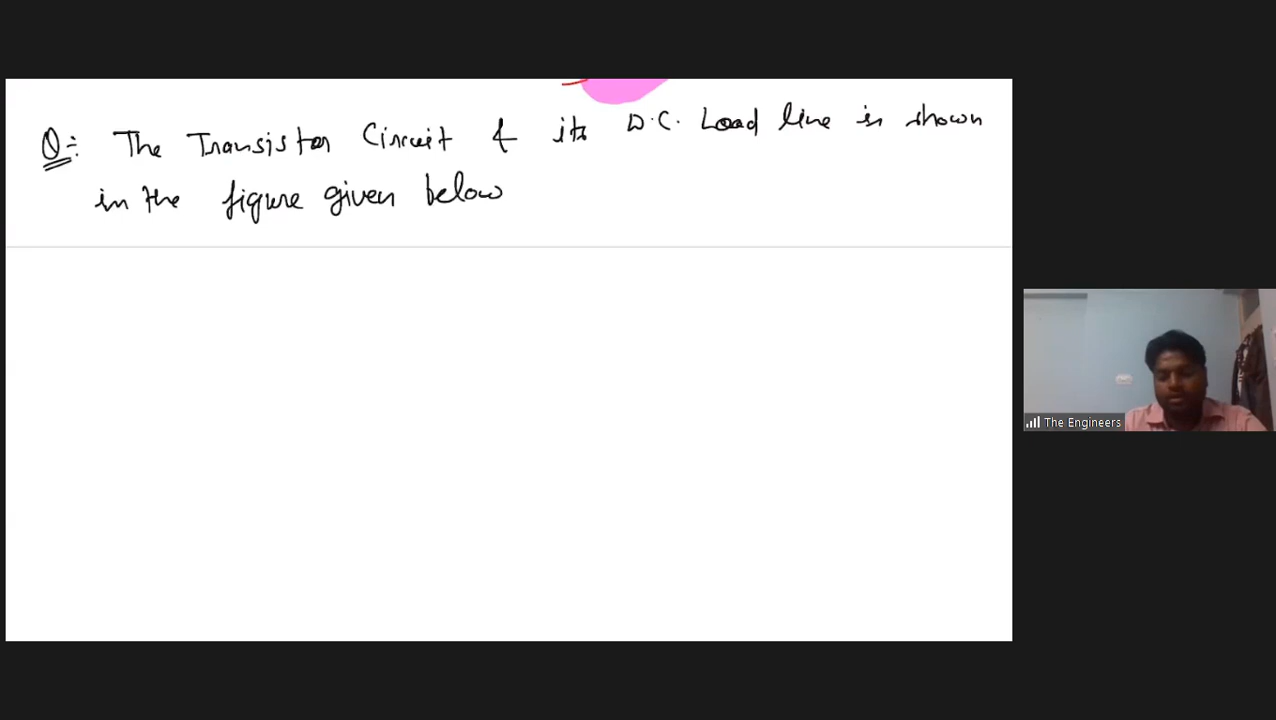 Q:- The Transistor Circuit & its D.C. Load line is shown
in the figure given below
The Engineers